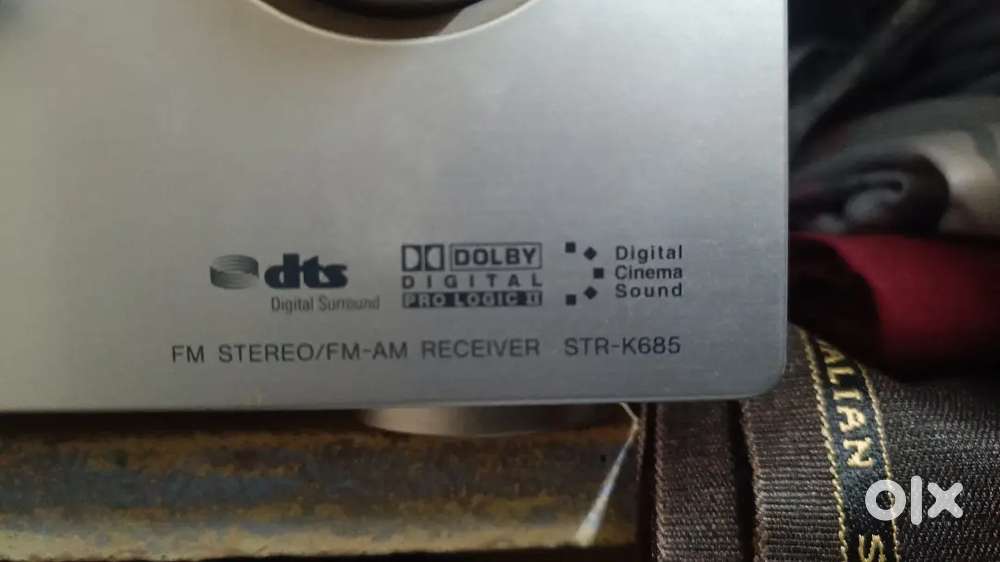 dts
Digital Surround
DOLBY
DIGITAL
PRO LOGIC II
Digital
Cinema
Sound
FM STEREO/FM-AM RECEIVER STR-K685
ALIAN S
olx